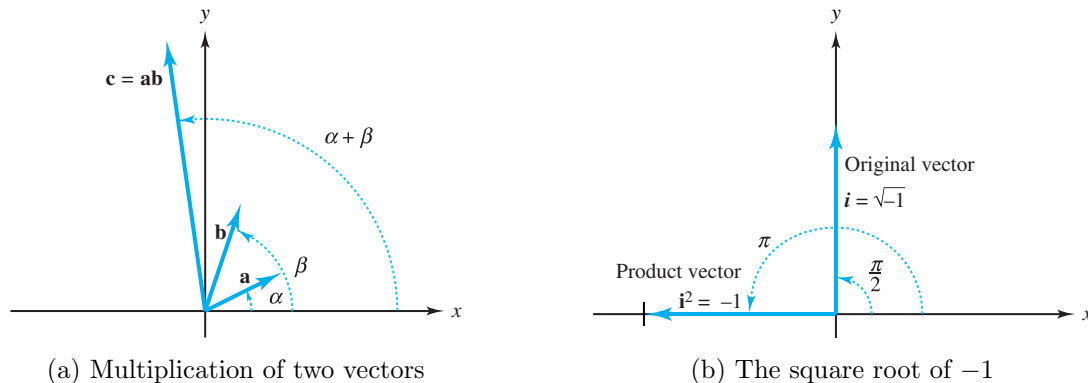 y
c = ab
α + β
b
β
a
α
x
(a) Multiplication of two vectors
y
Original vector
i = √−1
π
π/2
Product vector
i² = −1
x
(b) The square root of −1